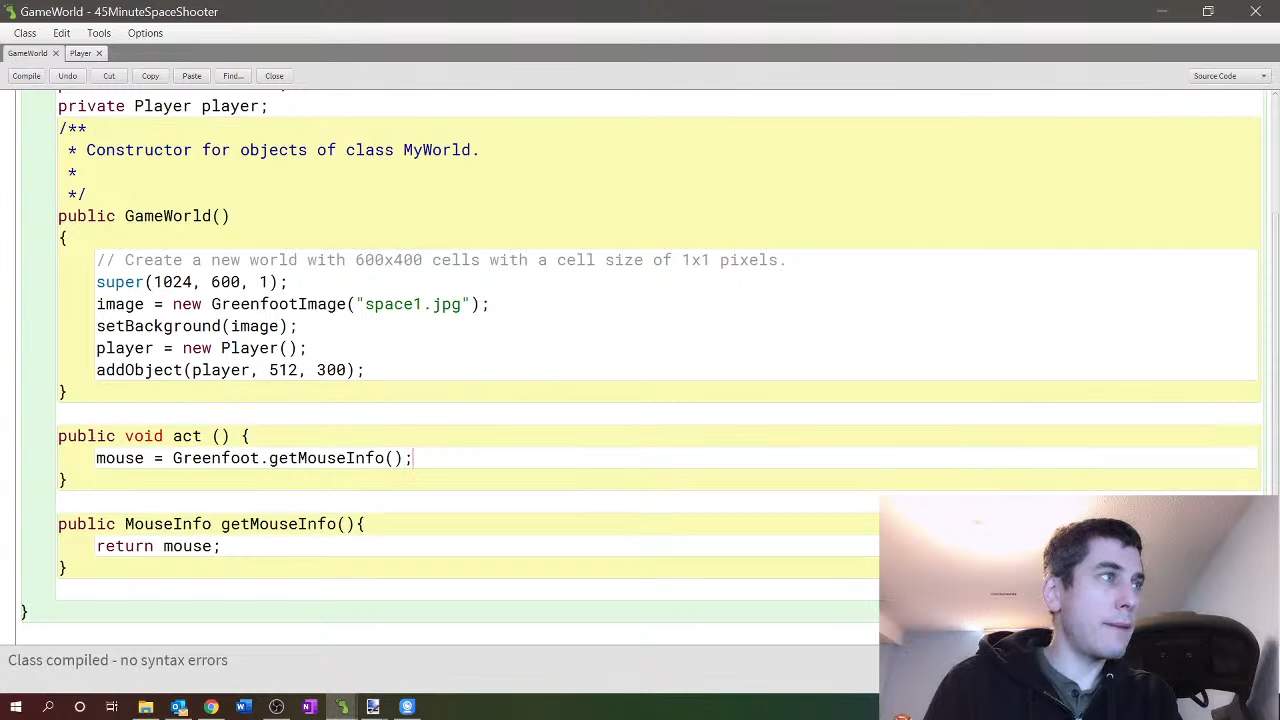 GameWorld - 45MinuteSpaceShooter
Class Edit Tools Options
GameWorld × Player ×
Compile Undo Cut Copy Paste Find... Close Source Code
private Player player;
/**
* Constructor for objects of class MyWorld.
*
*/
public GameWorld()
{
// Create a new world with 600x400 cells with a cell size of 1x1 pixels.
super(1024, 600, 1);
image = new GreenfootImage("space1.jpg");
setBackground(image);
player = new Player();
addObject(player, 512, 300);
}
public void act () {
mouse = Greenfoot.getMouseInfo();
}
public MouseInfo getMouseInfo(){
return mouse;
}
}
Class compiled - no syntax errors